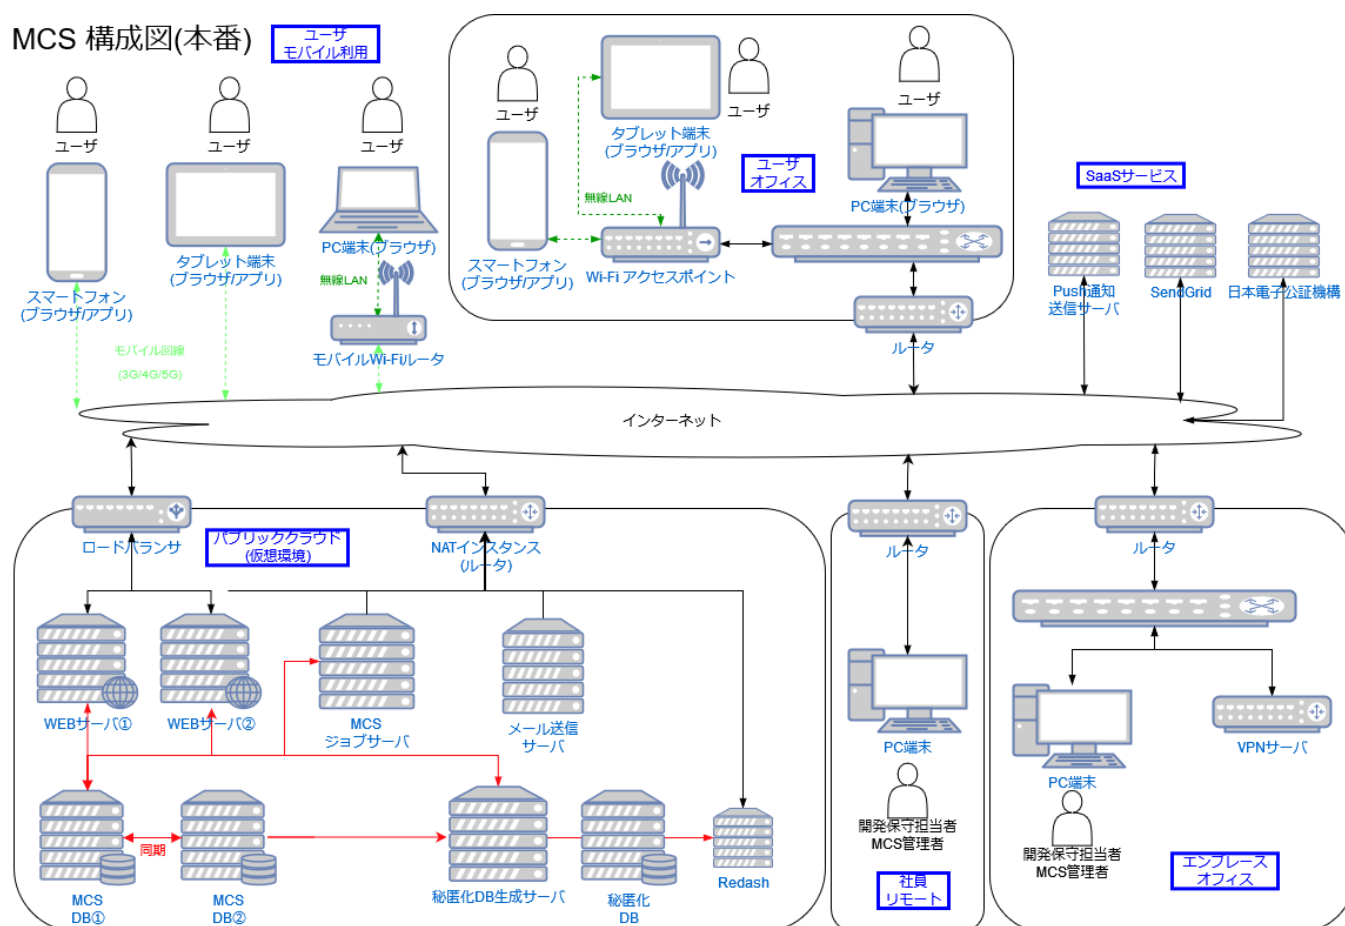 MCS 構成図(本番)
ユーザ
モバイル利用
ユーザ
ユーザ
ユーザ
スマートフォン
(ブラウザ/アプリ)
タブレット端末
(ブラウザ/アプリ)
PC端末(ブラウザ)
無線LAN
モバイルWi-Fiルータ
モバイル回線
(3G/4G/5G)
ユーザ
ユーザ
ユーザ
タブレット端末
(ブラウザ/アプリ)
ユーザ
オフィス
無線LAN
PC端末(ブラウザ)
スマートフォン
(ブラウザ/アプリ)
Wi-Fi アクセスポイント
ルータ
SaaSサービス
Push通知
送信サーバ
SendGrid
日本電子公証機構
インターネット
ロードバランサ
パブリッククラウド
(仮想環境)
NATインスタンス
(ルータ)
WEBサーバ①
WEBサーバ②
MCS
ジョブサーバ
メール送信
サーバ
同期
MCS
DB①
MCS
DB②
秘匿化DB生成サーバ
秘匿化
DB
Redash
ルータ
PC端末
開発保守担当者
MCS管理者
社員
リモート
ルータ
PC端末
VPNサーバ
開発保守担当者
MCS管理者
エンブレース
オフィス